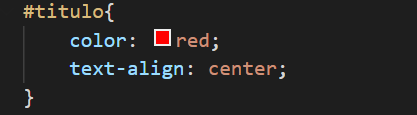 #titulo{
    color: red;
    text-align: center;
}